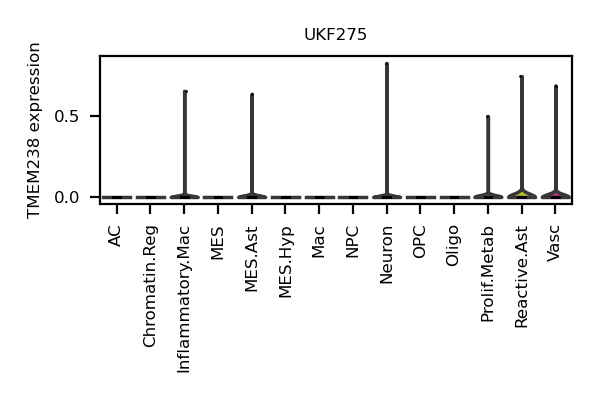 UKF275
TMEM238 expression
0.5
0.0
AC
Chromatin.Reg
Inflammatory.Mac
MES
MES.Ast
MES.Hyp
Mac
NPC
Neuron
OPC
Oligo
Prolif.Metab
Reactive.Ast
Vasc